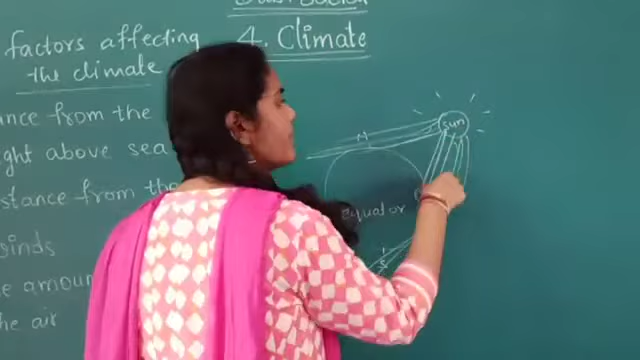 4. Climate
factors affecting
the climate
ance from the
ght above sea
stance from the
inds
e amoun
he air
sun
N
equator
S